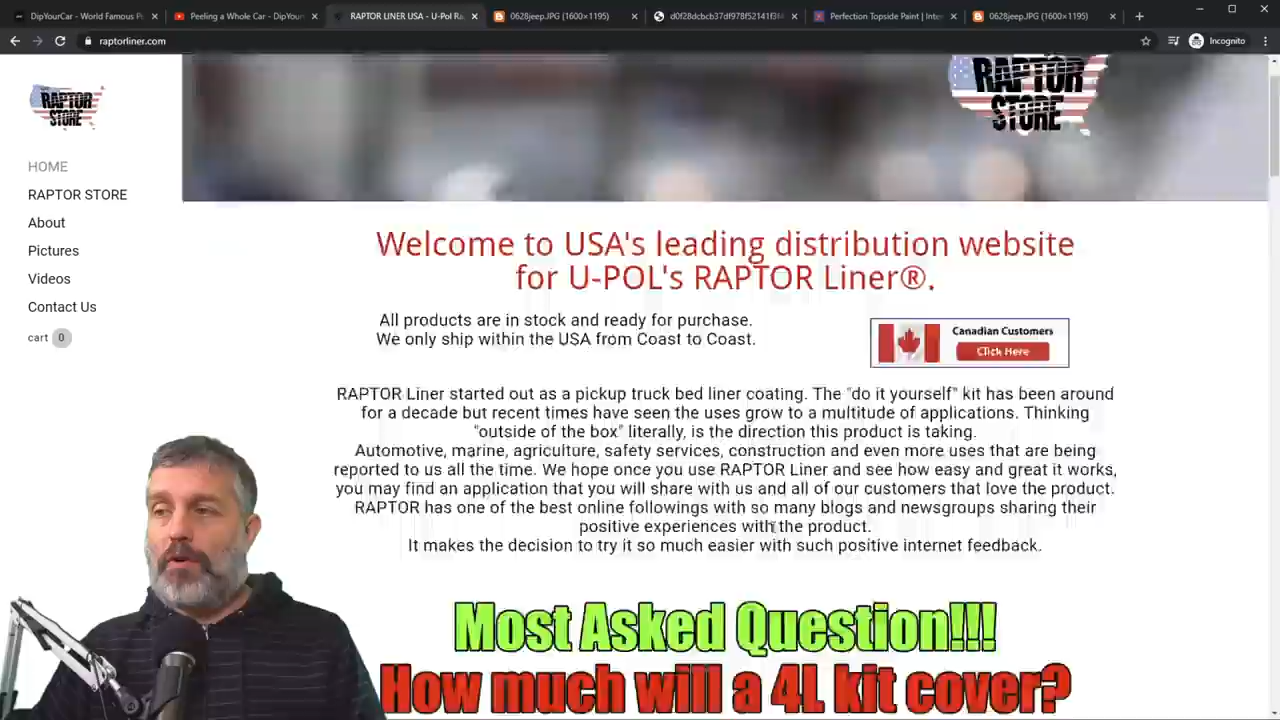 DipYourCar - World Famous Pe
Peeling a Whole Car - DipYour
RAPTOR LINER USA - U-Pol Ra
0628jeep.JPG (1600×1195)
d0f28dcbcb37df978f52141f3f
Perfection Topside Paint | Inter
0628jeep.JPG (1600×1195)
raptorliner.com
Incognito
RAPTOR
STORE
RAPTOR
STORE
HOME
RAPTOR STORE
About
Pictures
Videos
Contact Us
cart 0
Welcome to USA's leading distribution website
for U-POL's RAPTOR Liner®.
All products are in stock and ready for purchase.
We only ship within the USA from Coast to Coast.
Canadian Customers
Click Here
RAPTOR Liner started out as a pickup truck bed liner coating. The "do it yourself" kit has been around
for a decade but recent times have seen the uses grow to a multitude of applications. Thinking
"outside of the box" literally, is the direction this product is taking.
Automotive, marine, agriculture, safety services, construction and even more uses that are being
reported to us all the time. We hope once you use RAPTOR Liner and see how easy and great it works,
you may find an application that you will share with us and all of our customers that love the product.
RAPTOR has one of the best online followings with so many blogs and newsgroups sharing their
positive experiences with the product.
It makes the decision to try it so much easier with such positive internet feedback.
Most Asked Question!!!
How much will a 4L kit cover?